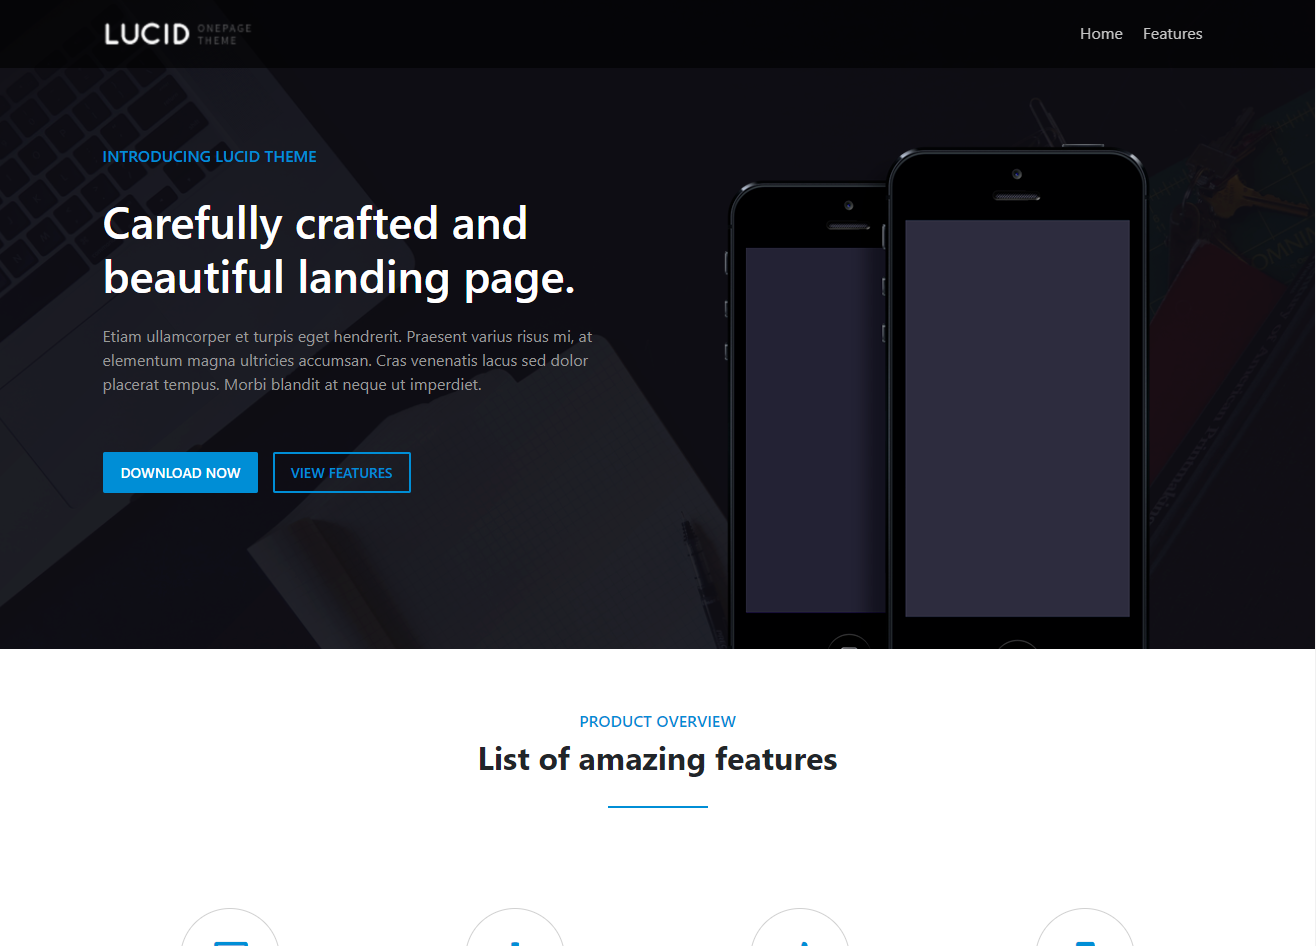 LUCID ONEPAGE THEME
Home Features
INTRODUCING LUCID THEME
Carefully crafted and
beautiful landing page.
Etiam ullamcorper et turpis eget hendrerit. Praesent varius risus mi, at
elementum magna ultricies accumsan. Cras venenatis lacus sed dolor
placerat tempus. Morbi blandit at neque ut imperdiet.
DOWNLOAD NOW
VIEW FEATURES
PRODUCT OVERVIEW
List of amazing features